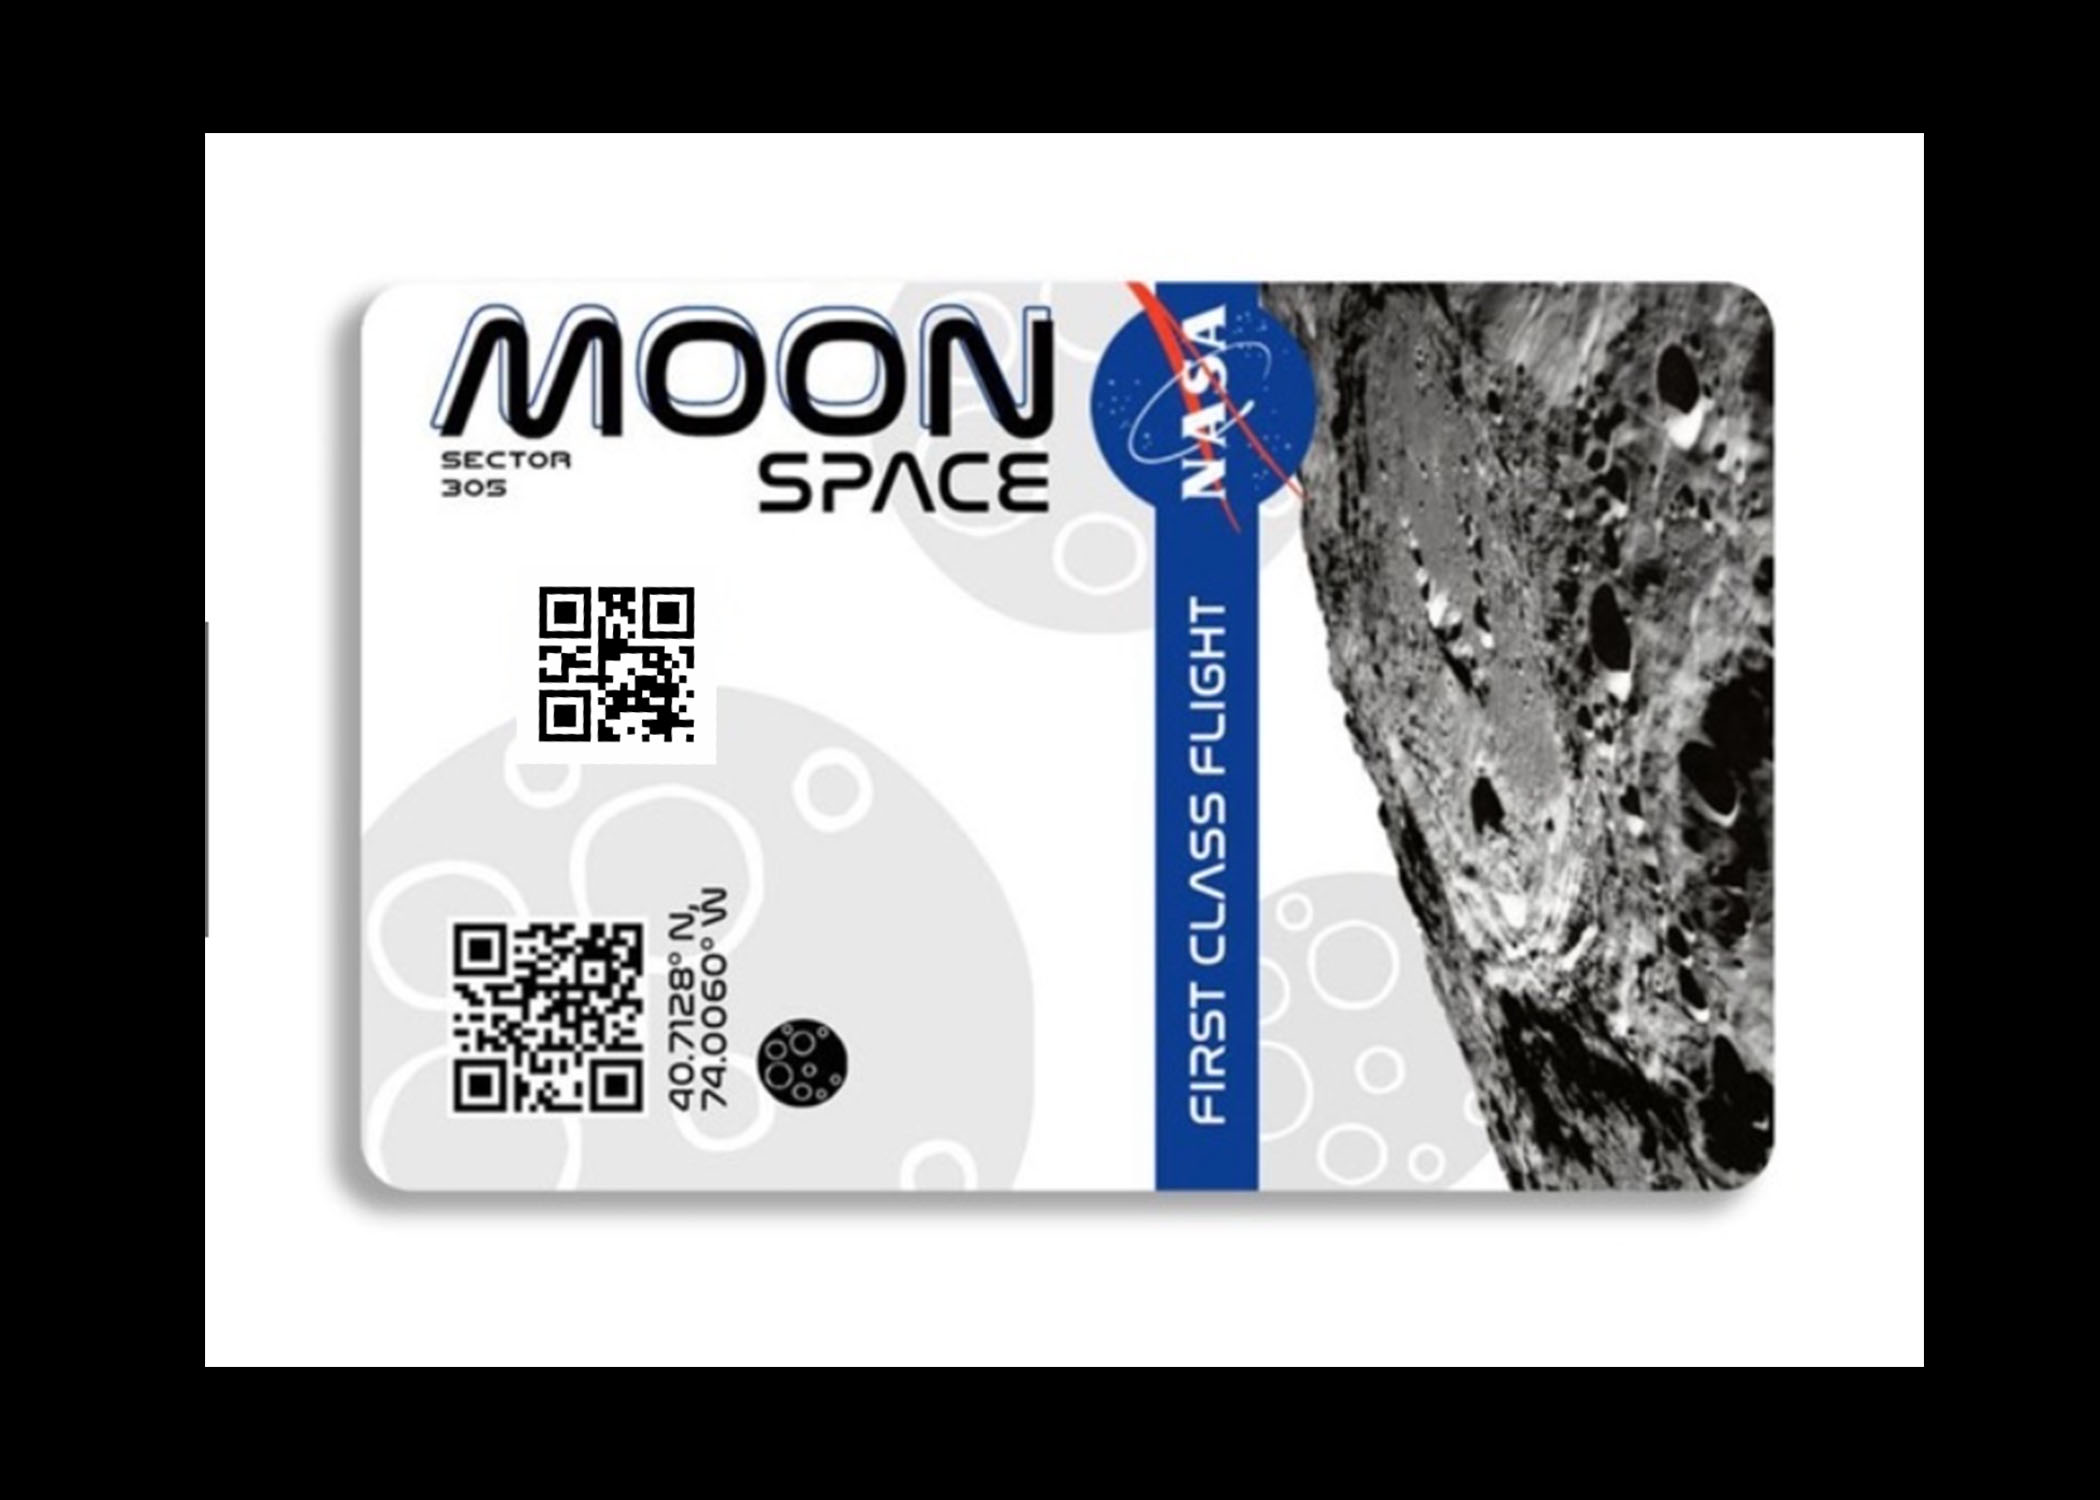 MOON
SPACE
SECTOR
305
NASA
FIRST CLASS FLIGHT
40.7128° N,
74.0060° W